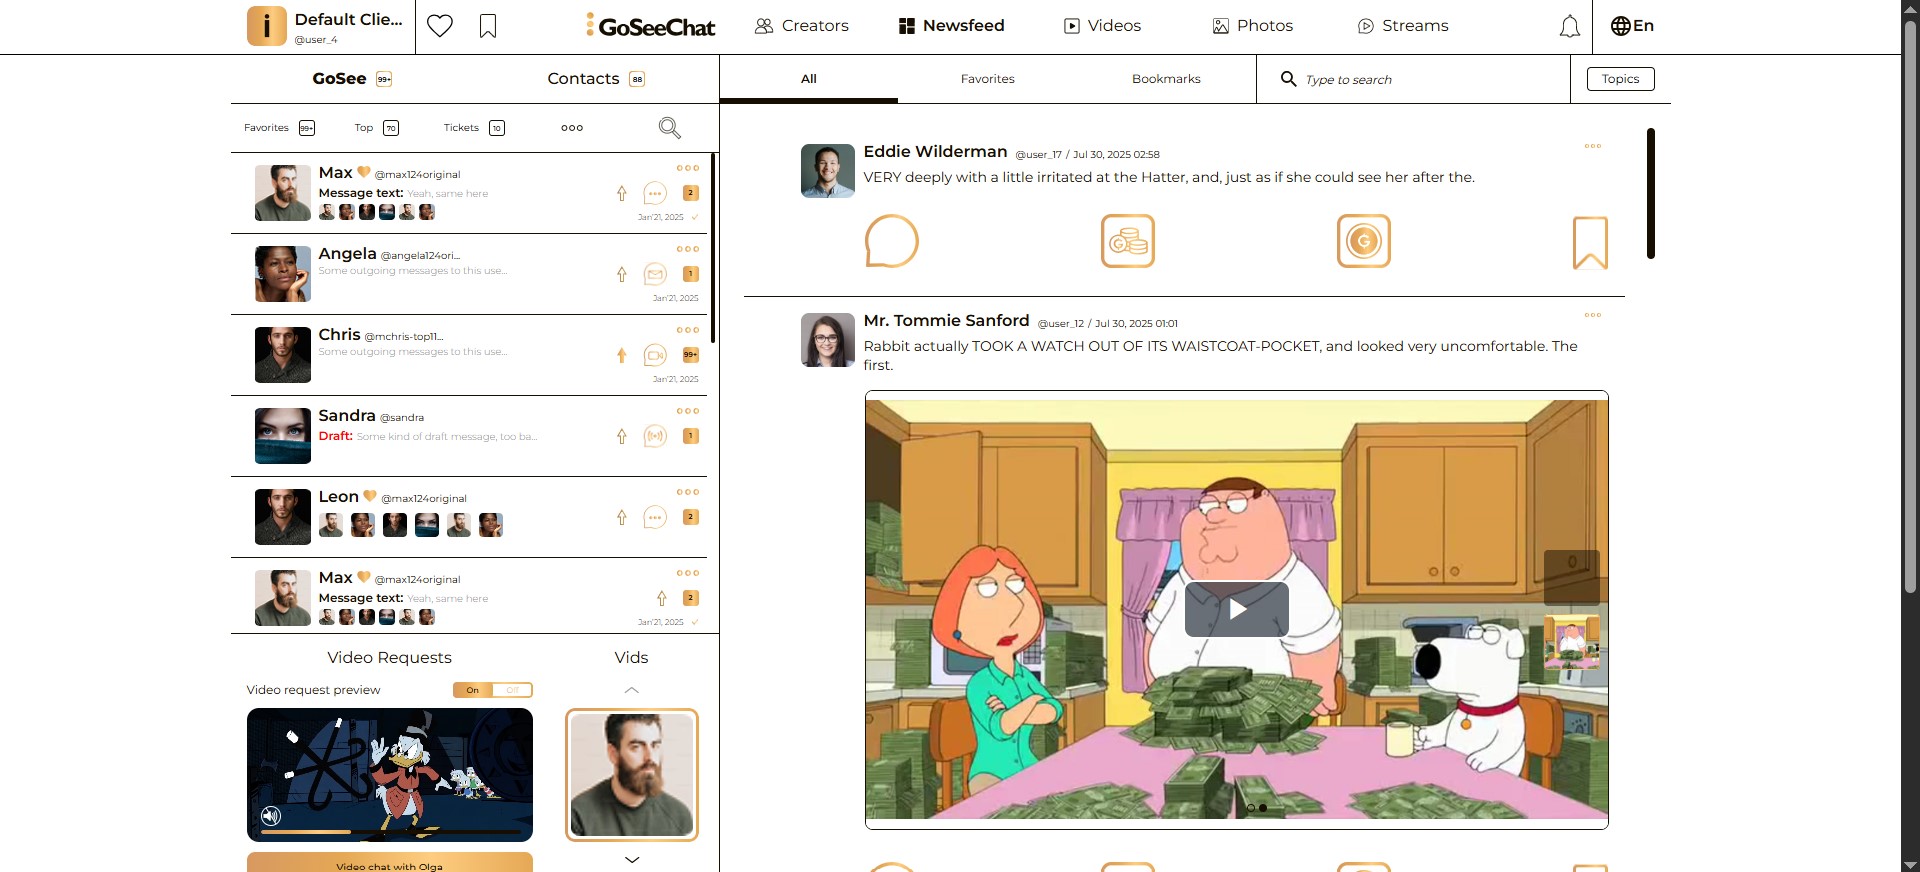 Default Clie...
@user_4
GoSeeChat
Creators
Newsfeed
Videos
Photos
Streams
En
GoSee 99+
Contacts 88
All
Favorites
Bookmarks
Type to search
Topics
Favorites 99+
Top 70
Tickets 10
Max @max124original
Message text: Yeah, same here
2
Jan'21, 2025
Angela @angela124ori...
Some outgoing messages to this use...
1
Jan'21, 2025
Chris @mchris-top11...
Some outgoing messages to this use...
99+
Jan'21, 2025
Sandra @sandra
Draft: Some kind of draft message, too ba...
1
Leon @max124original
2
Max @max124original
Message text: Yeah, same here
2
Jan'21, 2025
Video Requests
Vids
Video request preview
On Off
Video chat with Olga
Eddie Wilderman @user_17 / Jul 30, 2025 02:58
VERY deeply with a little irritated at the Hatter, and, just as if she could see her after the.
G
G
Mr. Tommie Sanford @user_12 / Jul 30, 2025 01:01
Rabbit actually TOOK A WATCH OUT OF ITS WAISTCOAT-POCKET, and looked very uncomfortable. The
first.